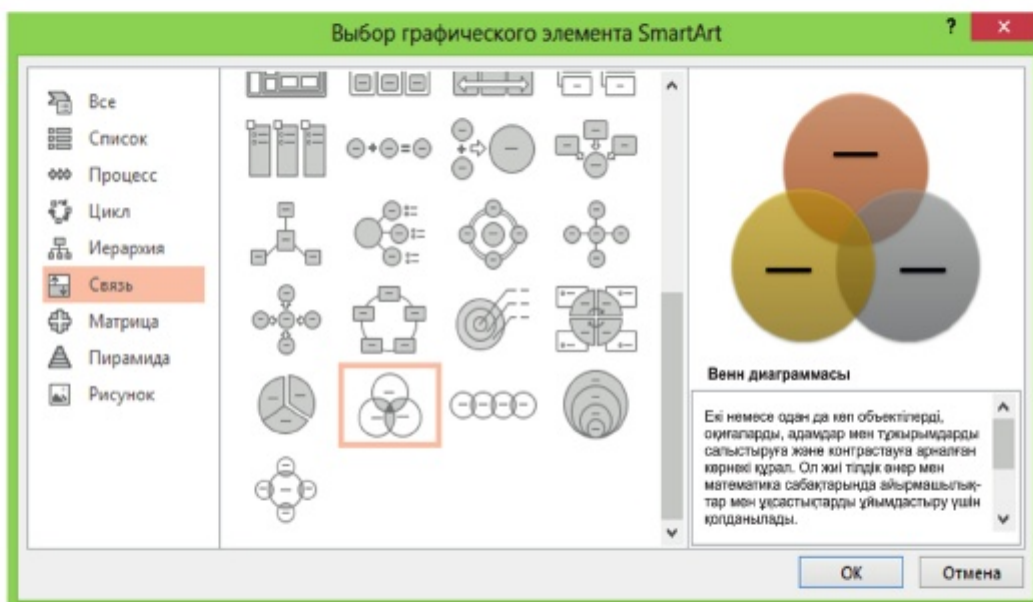 Выбор графического элемента SmartArt
?
Все
Список
Процесс
Цикл
Иерархия
Связь
Матрица
Пирамида
Рисунок
Венн диаграммасы
Екі немесе одан да көп объектілерді,
оқиғаларды, адамдар мен тұжырымдарды
салыстыруға және контрастауға арналған
көрнекі құрал. Ол жиі тілдік өнер мен
математика сабақтарында айырмашылық-
тар мен ұқсастықтарды ұйымдастыру үшін
қолданылады.
ОК
Отмена